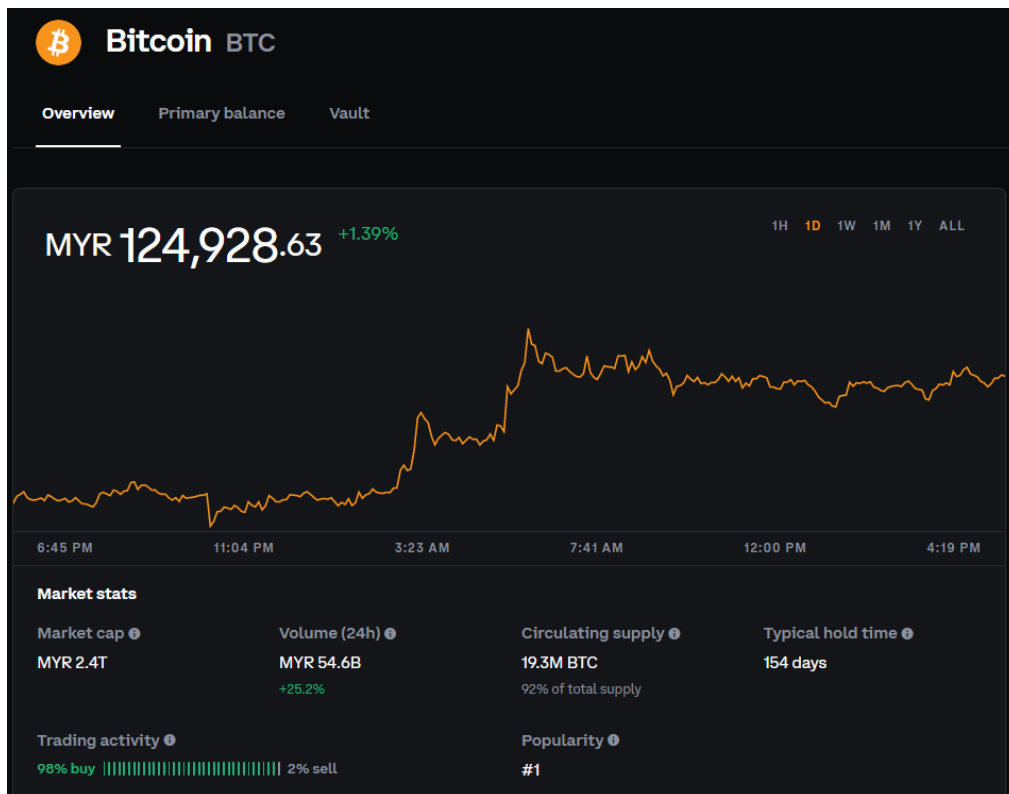 Bitcoin BTC
Overview Primary balance Vault
MYR 124,928.63 +1.39%
1H 1D 1W 1M 1Y ALL
6:45 PM 11:04 PM 3:23 AM 7:41 AM 12:00 PM 4:19 PM
Market stats
Market cap Volume (24h) Circulating supply Typical hold time
MYR 2.4T MYR 54.6B 19.3M BTC 154 days
+25.2% 92% of total supply
Trading activity Popularity
98% buy 2% sell #1